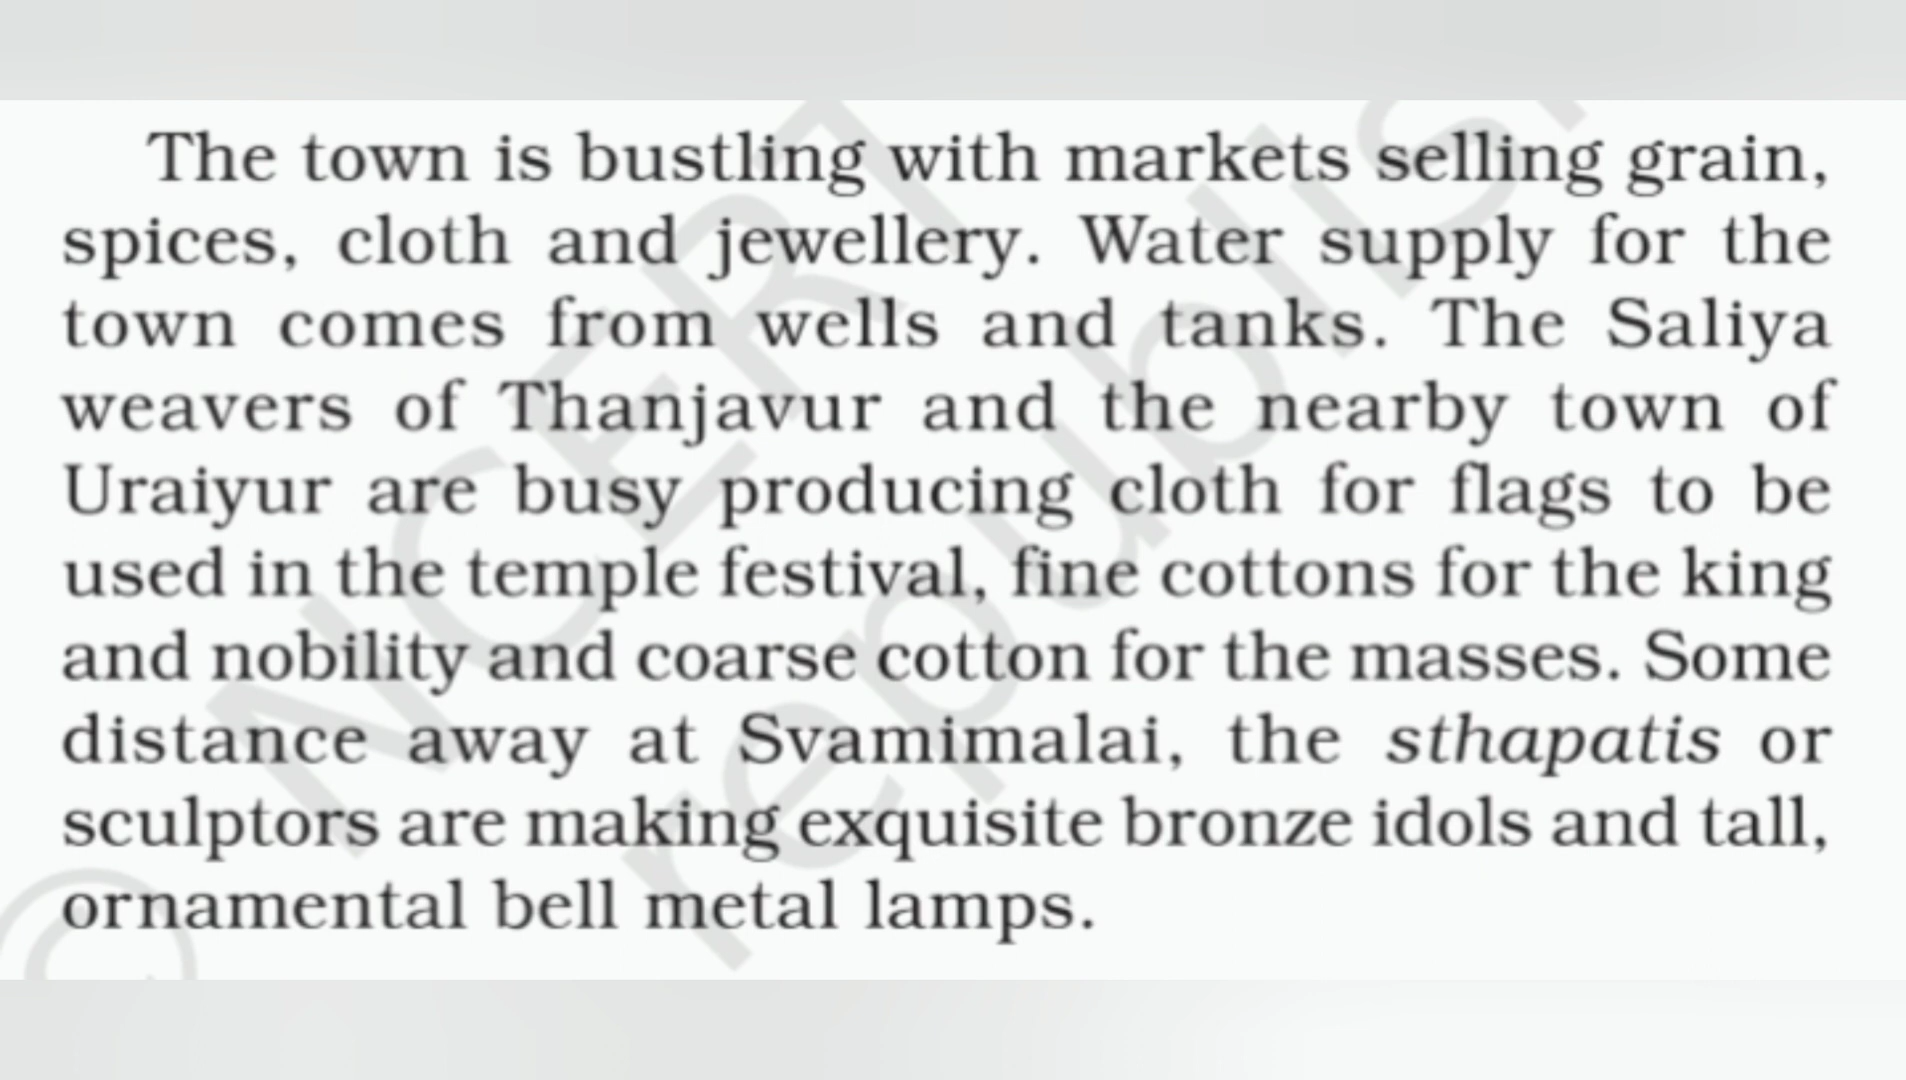 The town is bustling with markets selling grain,
spices, cloth and jewellery. Water supply for the
town comes from wells and tanks. The Saliya
weavers of Thanjavur and the nearby town of
Uraiyur are busy producing cloth for flags to be
used in the temple festival, fine cottons for the king
and nobility and coarse cotton for the masses. Some
distance away at Svamimalai, the sthapatis or
sculptors are making exquisite bronze idols and tall,
ornamental bell metal lamps.
© NCERT
republis